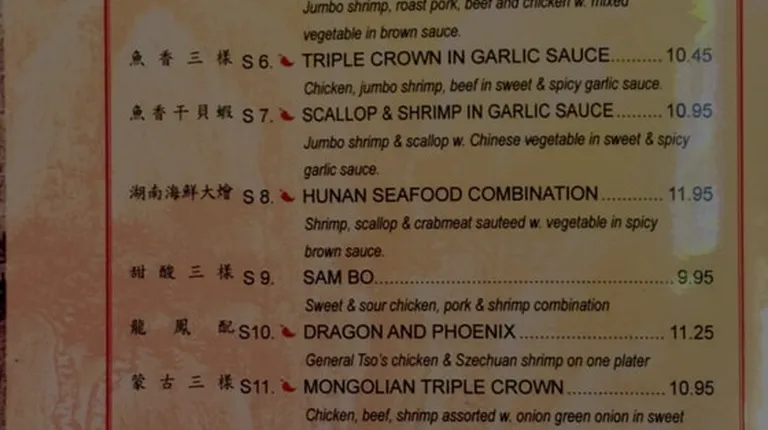 Jumbo shrimp, roast pork, beef and chicken w. mixed
vegetable in brown sauce.
魚香三樣 S 6. TRIPLE CROWN IN GARLIC SAUCE.......... 10.45
Chicken, jumbo shrimp, beef in sweet & spicy garlic sauce.
魚香干貝蝦 S 7. SCALLOP & SHRIMP IN GARLIC SAUCE.......... 10.95
Jumbo shrimp & scallop w. Chinese vegetable in sweet & spicy
garlic sauce.
湖南海鮮大燴 S 8. HUNAN SEAFOOD COMBINATION ............. 11.95
Shrimp, scallop & crabmeat sauteed w. vegetable in spicy
brown sauce.
甜酸三樣 S 9. SAM BO............................................................ 9.95
Sweet & sour chicken, pork & shrimp combination
龍鳳配 S10. DRAGON AND PHOENIX .............................. 11.25
General Tso's chicken & Szechuan shrimp on one plater
蒙古三樣 S11. MONGOLIAN TRIPLE CROWN.................... 10.95
Chicken, beef, shrimp assorted w. onion green onion in sweet